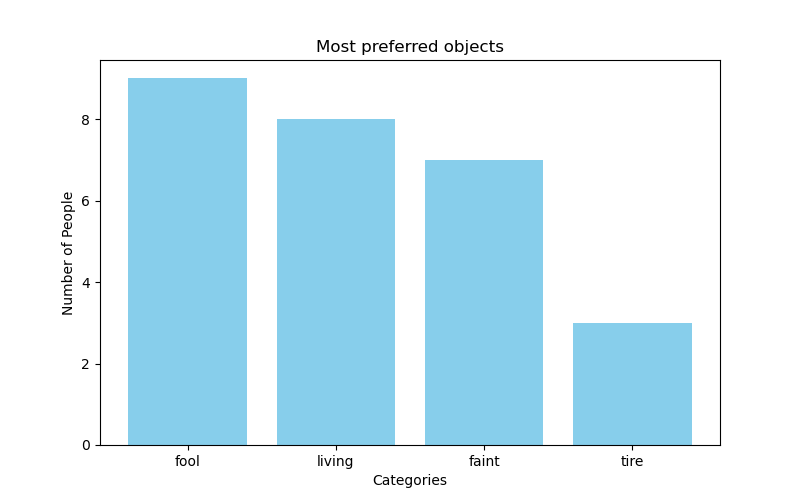 Most preferred objects
Number of People
8
6
4
2
0
fool living faint tire
Categories